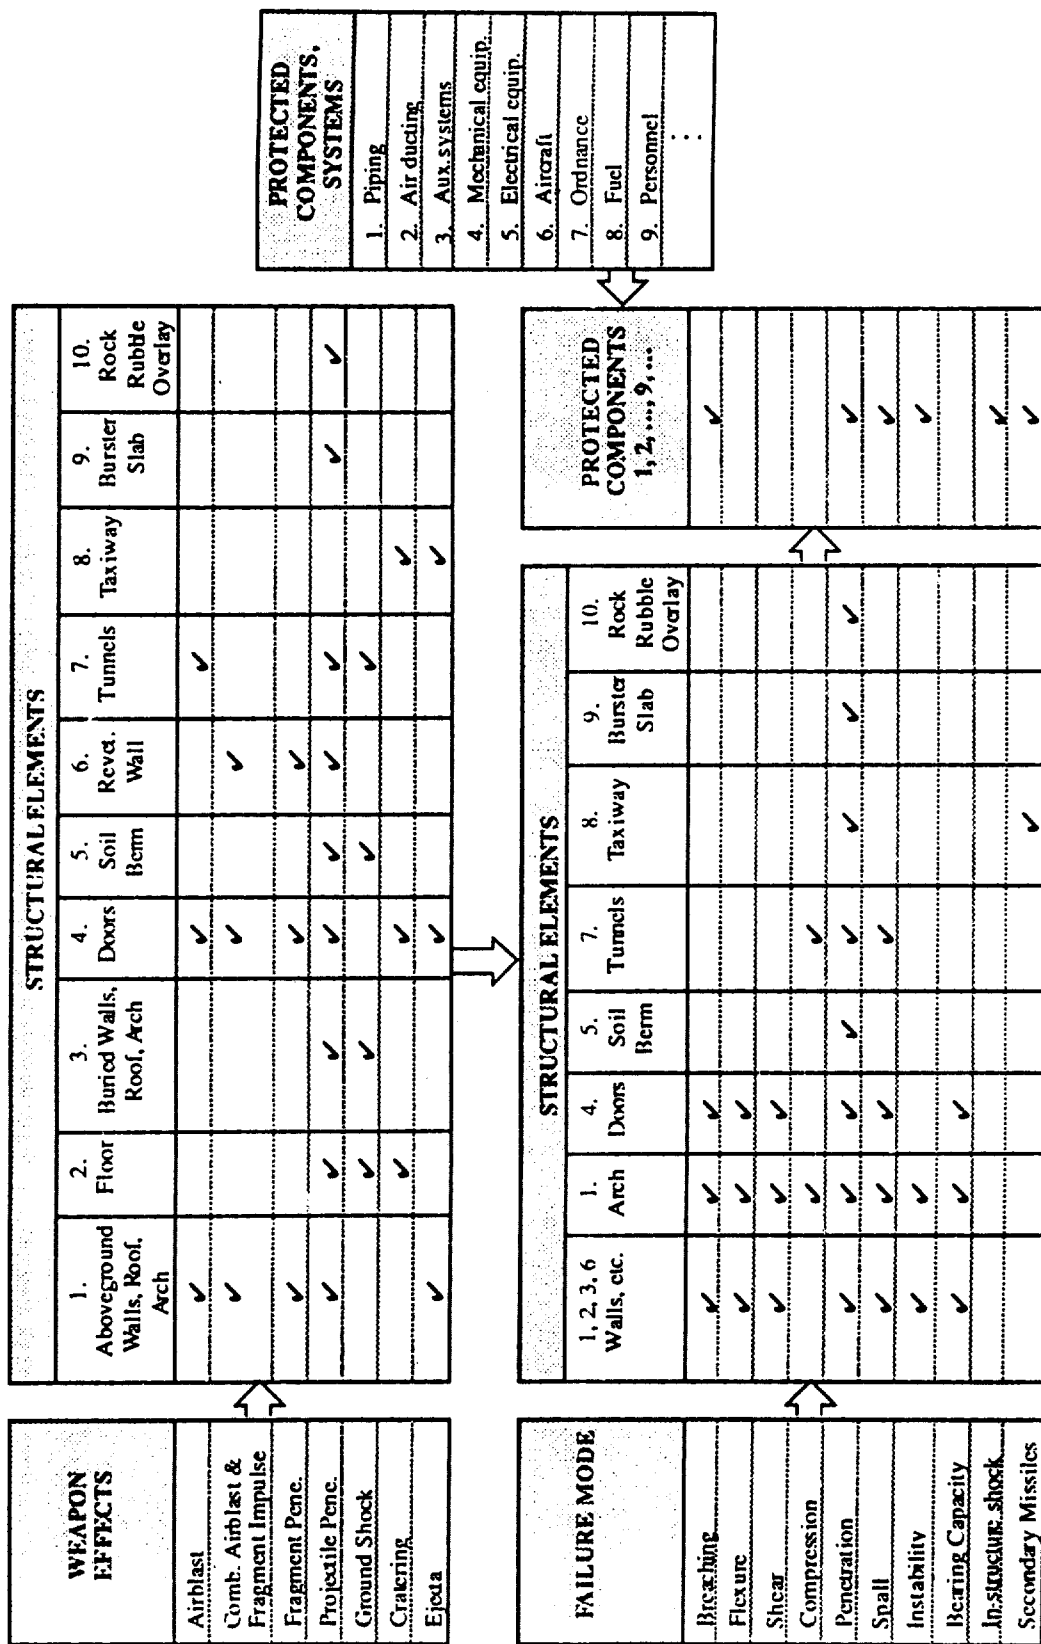 WEAPON
EFFECTS
Airblast
Comb. Airblast &
Fragment Impulse
Fragment Pene.
Projectile Pene.
Ground Shock
Cratering
Ejecta
STRUCTURAL ELEMENTS
1.
Aboveground
Walls, Roof,
Arch
2.
Floor
3.
Buried Walls,
Roof, Arch
4.
Doors
5.
Soil
Berm
6.
Revet.
Wall
7.
Tunnels
8.
Taxiway
9.
Burster
Slab
10.
Rock
Rubble
Overlay
✓ ✓ ✓
✓ ✓ ✓
✓ ✓ ✓
✓ ✓ ✓ ✓ ✓ ✓ ✓ ✓ ✓
✓ ✓ ✓ ✓
✓ ✓ ✓
✓ ✓ ✓
FAILURE MODE
Breaching
Flexure
Shear
Compression
Penetration
Spall
Instability
Bearing Capacity
In-structure shock
Secondary Missiles
STRUCTURAL ELEMENTS
1, 2, 3, 6
Walls, etc.
1.
Arch
4.
Doors
5.
Soil
Berm
7.
Tunnels
8.
Taxiway
9.
Burster
Slab
10.
Rock
Rubble
Overlay
✓ ✓ ✓
✓ ✓ ✓
✓ ✓ ✓
✓ ✓
✓ ✓ ✓ ✓ ✓ ✓ ✓ ✓
✓ ✓ ✓ ✓
✓ ✓
✓ ✓ ✓
✓
PROTECTED
COMPONENTS
1, 2, ..., 9, ...
✓
✓
✓
✓
✓
✓
PROTECTED
COMPONENTS,
SYSTEMS
1. Piping
2. Air ducting
3. Aux. systems
4. Mechanical equip.
5. Electrical equip.
6. Aircraft
7. Ordnance
8. Fuel
9. Personnel
⋮